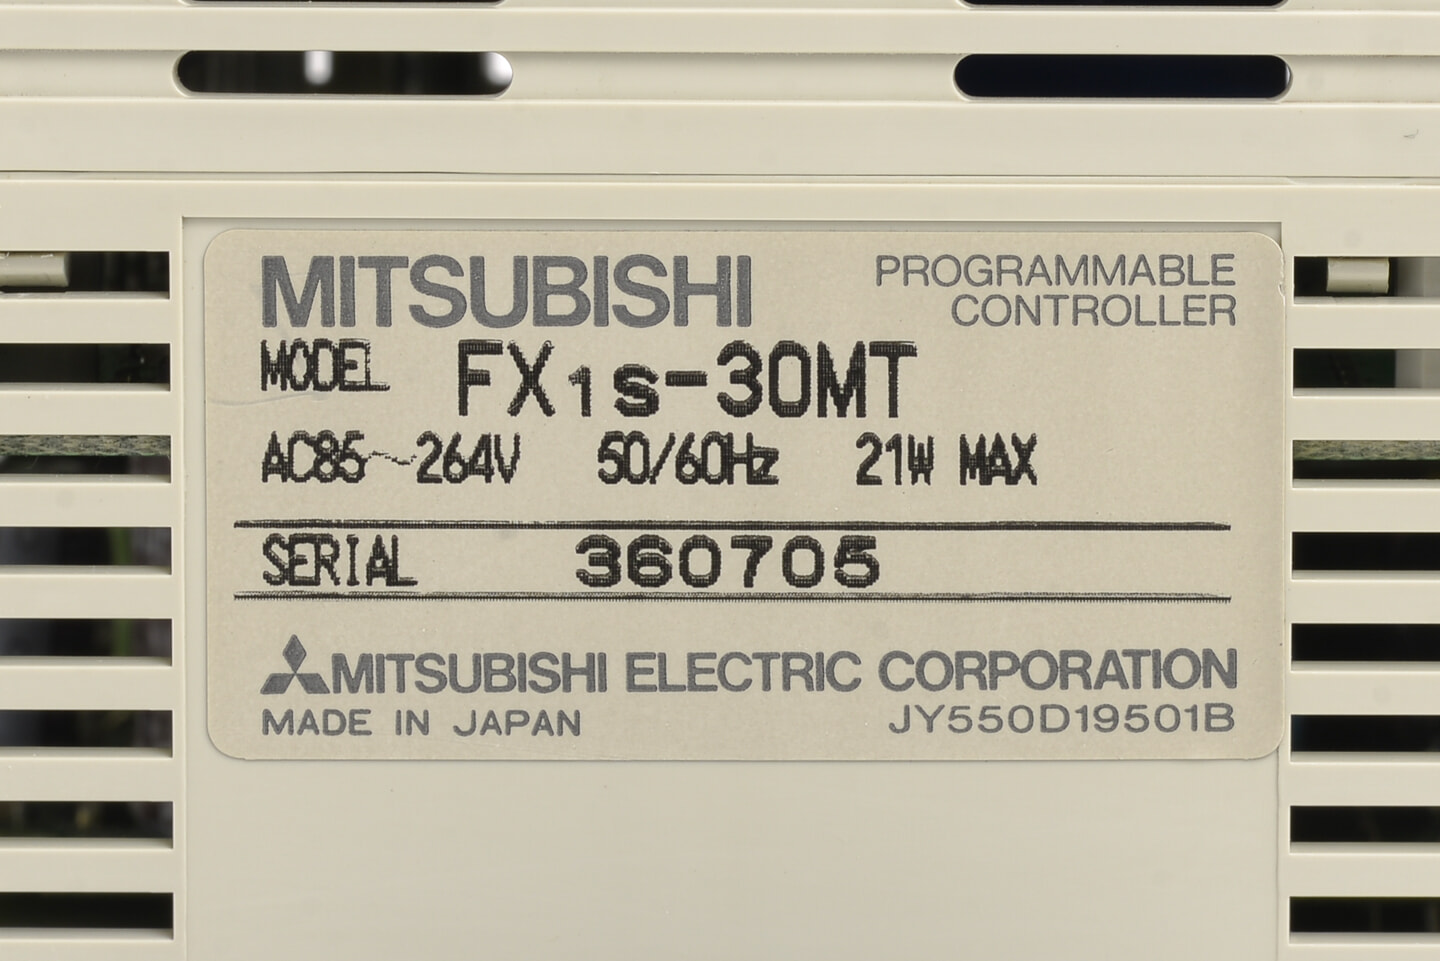 MITSUBISHI
PROGRAMMABLE
CONTROLLER
MODEL FX1s-30MT
AC85~264V 50/60Hz 21W MAX
SERIAL 360705
MITSUBISHI ELECTRIC CORPORATION
MADE IN JAPAN JY550D19501B